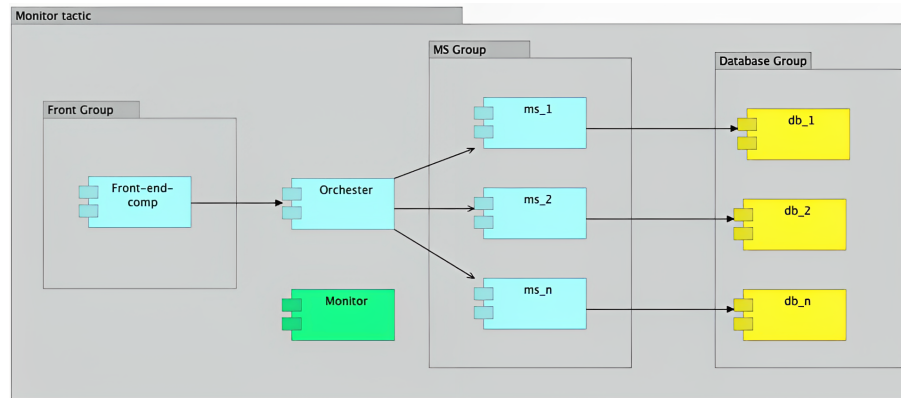 Monitor tactic
MS Group
Database Group
Front Group
ms_1
db_1
Front-end-
comp
Orchester
ms_2
db_2
Monitor
ms_n
db_n